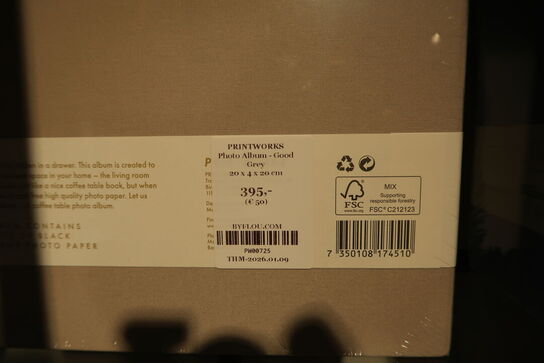 in a drawer. This album is created to
space in your home – the living room
like a nice coffee table book, but when
high quality photo paper. Let us
coffee table photo album.
CONTAINS
BLACK
PHOTO PAPER
PRINTWORKS
Photo Album - Good
Grey
20 x 4 x 20 cm
395,-
(€ 50)
BYFLOU.COM
PW00725
THM-2026.01.09
MIX
Supporting
responsible forestry
FSC
www.fsc.org
FSC® C212123
7 350108 174510